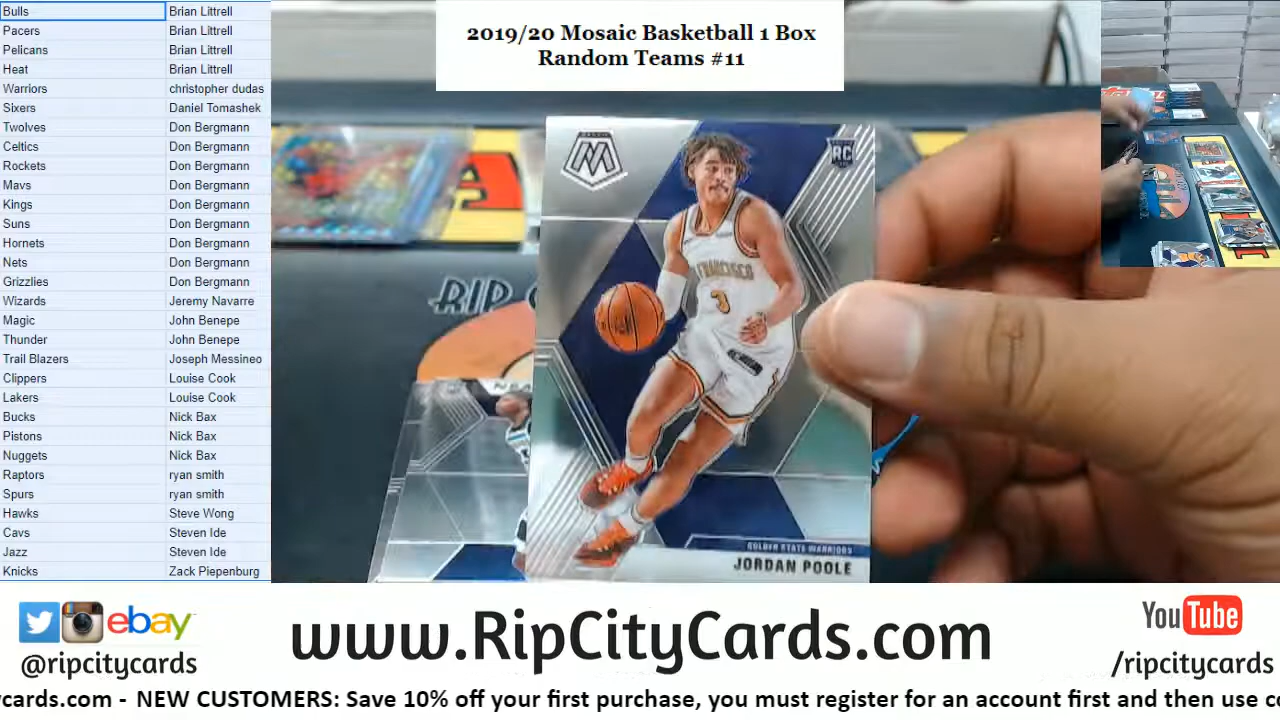 2019/20 Mosaic Basketball 1 Box
Random Teams #11
Bulls Brian Littrell
Pacers Brian Littrell
Pelicans Brian Littrell
Heat Brian Littrell
Warriors christopher dudas
Sixers Daniel Tomashek
Twolves Don Bergmann
Celtics Don Bergmann
Rockets Don Bergmann
Mavs Don Bergmann
Kings Don Bergmann
Suns Don Bergmann
Hornets Don Bergmann
Nets Don Bergmann
Grizzlies Don Bergmann
Wizards Jeremy Navarre
Magic John Benepe
Thunder John Benepe
Trail Blazers Joseph Messineo
Clippers Louise Cook
Lakers Louise Cook
Bucks Nick Bax
Pistons Nick Bax
Nuggets Nick Bax
Raptors ryan smith
Spurs ryan smith
Hawks Steve Wong
Cavs Steven Ide
Jazz Steven Ide
Knicks Zack Piepenburg
M
RC
FRANCISCO
3
GOLDEN STATE WARRIORS
JORDAN POOLE
RIP
ebay
@ripcitycards
www.RipCityCards.com
YouTube
/ripcitycards
ycards.com - NEW CUSTOMERS: Save 10% off your first purchase, you must register for an account first and then use co